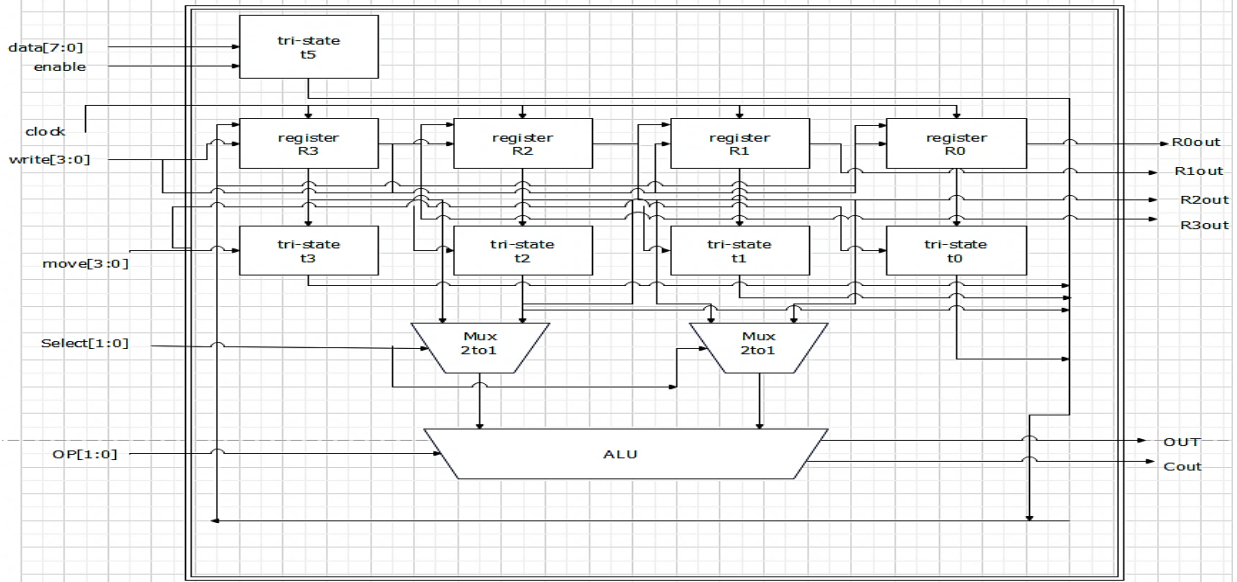 tri-state
t5
data[7:0]
enable
clock
write[3:0]
register
R3
register
R2
register
R1
register
R0
R0out
R1out
R2out
R3out
move[3:0]
tri-state
t3
tri-state
t2
tri-state
t1
tri-state
t0
Select[1:0]
Mux
2to1
Mux
2to1
OP[1:0]
ALU
OUT
Cout